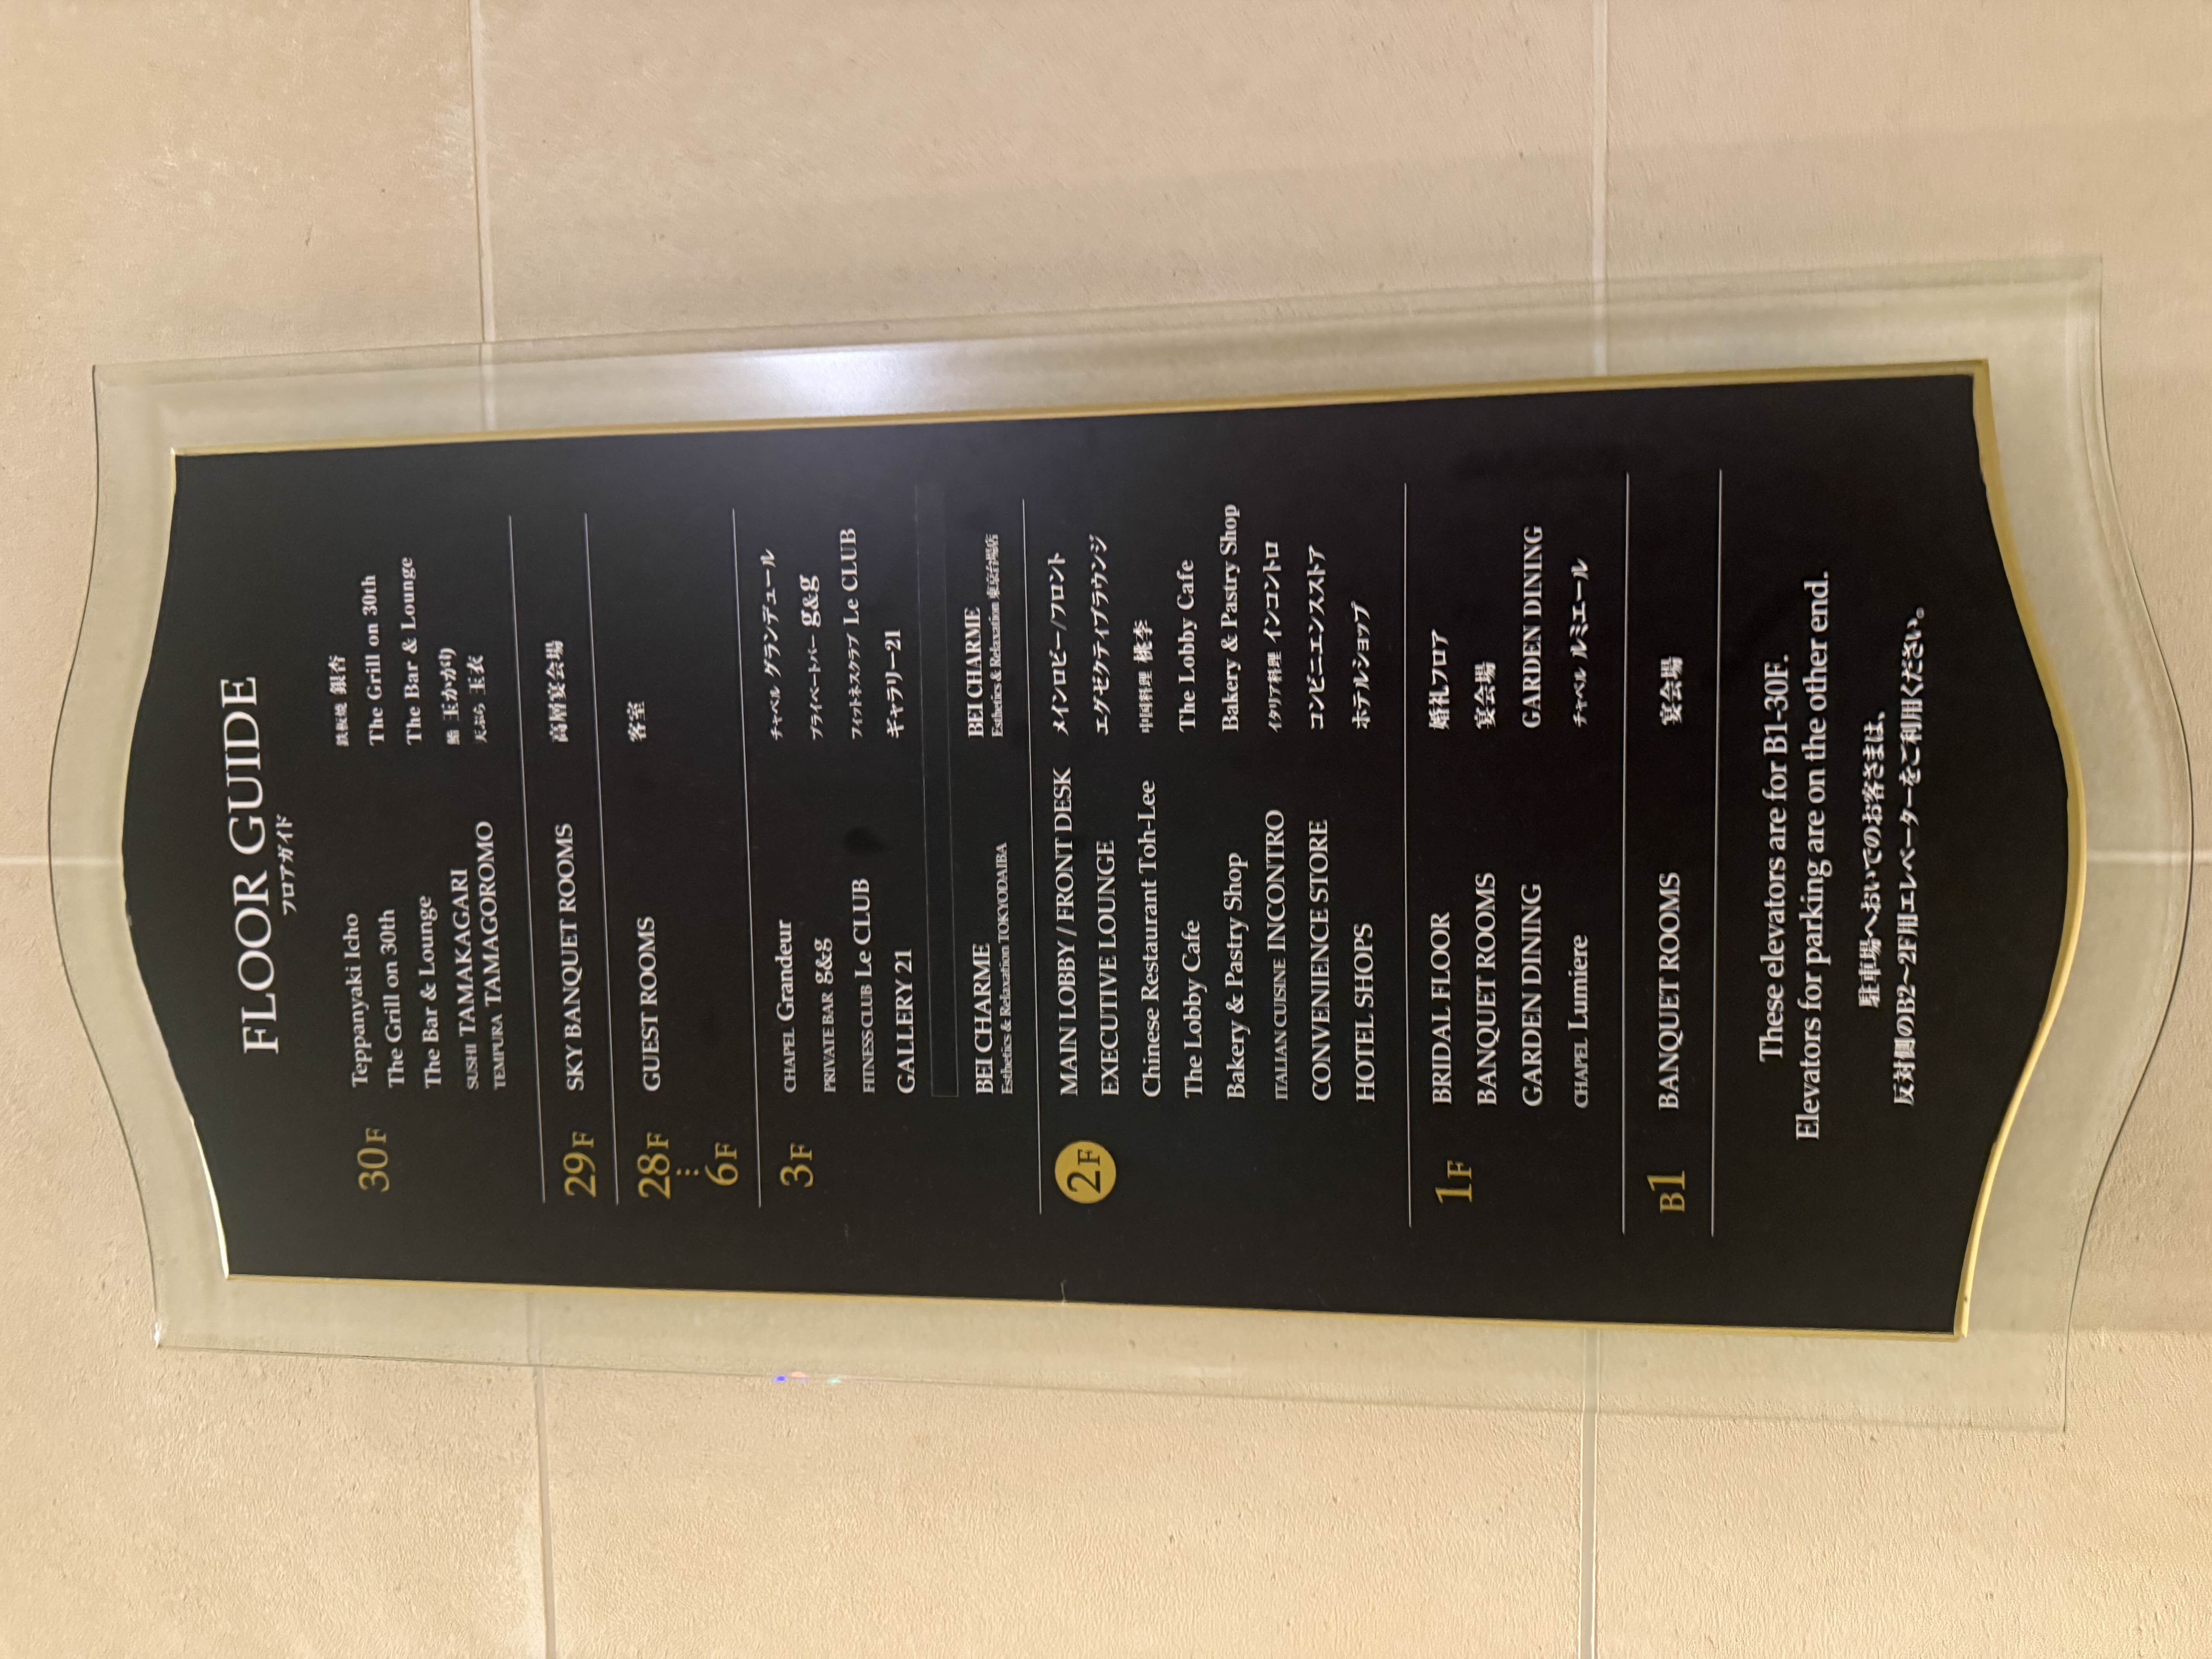 FLOOR GUIDE
フロアガイド
30F Teppanyaki Icho 鉄板焼 銀杏
The Grill on 30th The Grill on 30th
The Bar & Lounge The Bar & Lounge
SUSHI TAMAKAGARI 鮨 玉かがり
TEMPURA TAMAGOROMO 天ぷら 玉衣
29F SKY BANQUET ROOMS 高層宴会場
28F GUEST ROOMS 客室
6F
3F CHAPEL Grandeur チャペル グランデュール
PRIVATE BAR g&g プライベートバー g&g
FITNESS CLUB Le CLUB フィットネスクラブ Le CLUB
GALLERY 21 ギャラリー21
BEI CHARME BEI CHARME
Esthetics & Relaxation TOKYODAIBA Esthetics & Relaxation 東京台場店
2F MAIN LOBBY / FRONT DESK メインロビー/フロント
EXECUTIVE LOUNGE エグゼクティブラウンジ
Chinese Restaurant Toh-Lee 中国料理 桃李
The Lobby Cafe The Lobby Cafe
Bakery & Pastry Shop Bakery & Pastry Shop
ITALIAN CUISINE INCONTRO イタリア料理 インコントロ
CONVENIENCE STORE コンビニエンスストア
HOTEL SHOPS ホテルショップ
1F BRIDAL FLOOR 婚礼フロア
BANQUET ROOMS 宴会場
GARDEN DINING GARDEN DINING
CHAPEL Lumiere チャペル ルミエール
B1 BANQUET ROOMS 宴会場
These elevators are for B1-30F.
Elevators for parking are on the other end.
駐車場へおいでのお客さまは、
反対側のB2〜2F用エレベーターをご利用ください。